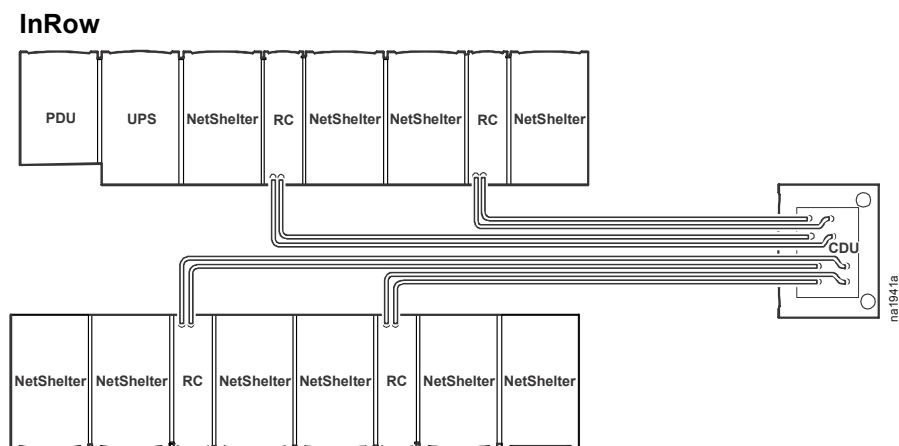 InRow
PDU UPS NetShelter RC NetShelter NetShelter RC NetShelter
CDU
na1941a
NetShelter NetShelter RC NetShelter NetShelter RC NetShelter NetShelter